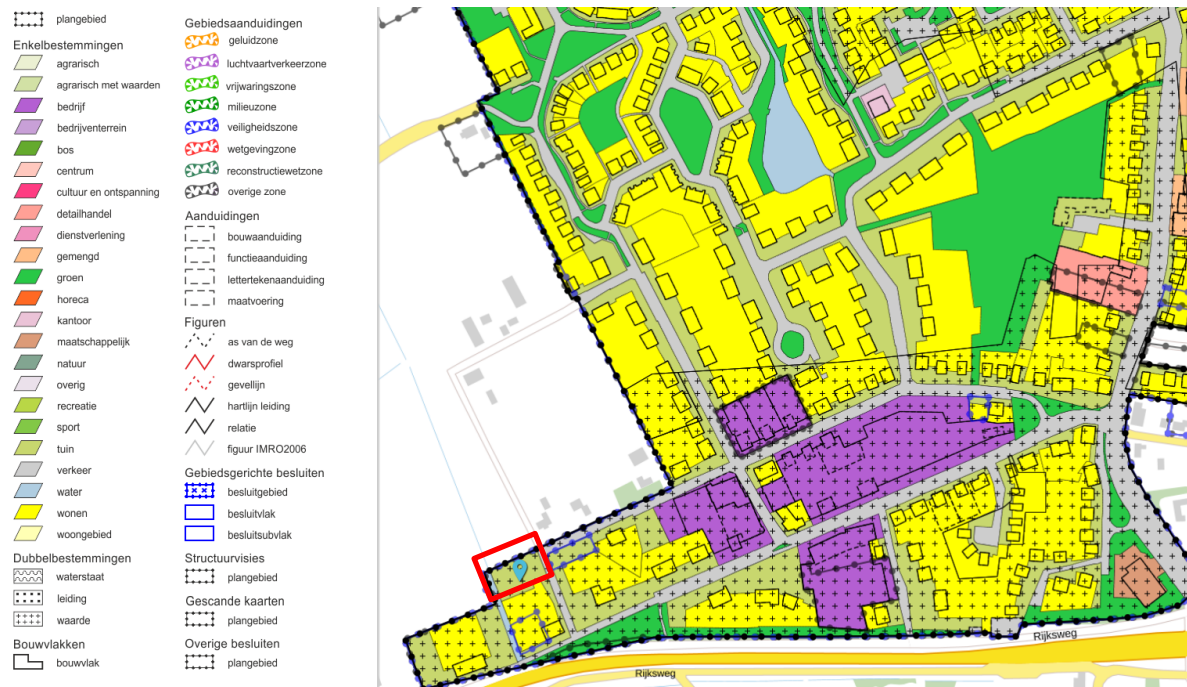 plangebied
Enkelbestemmingen
agrarisch
agrarisch met waarden
bedrijf
bedrijventerrein
bos
centrum
cultuur en ontspanning
detailhandel
dienstverlening
gemengd
groen
horeca
kantoor
maatschappelijk
natuur
overig
recreatie
sport
tuin
verkeer
water
wonen
woongebied
Dubbelbestemmingen
waterstaat
leiding
waarde
Bouwvlakken
bouwvlak
Gebiedsaanduidingen
geluidzone
luchtvaartverkeerzone
vrijwaringszone
milieuzone
veiligheidszone
wetgevingzone
reconstructiewetzone
overige zone
Aanduidingen
bouwaanduiding
functieaanduiding
lettertekenaanduiding
maatvoering
Figuren
as van de weg
dwarsprofiel
gevellijn
hartlijn leiding
relatie
figuur IMRO2006
Gebiedsgerichte besluiten
besluitgebied
besluitvlak
besluitsubvlak
Structuurvisies
plangebied
Gescande kaarten
plangebied
Overige besluiten
plangebied
Rijksweg
Rijksweg